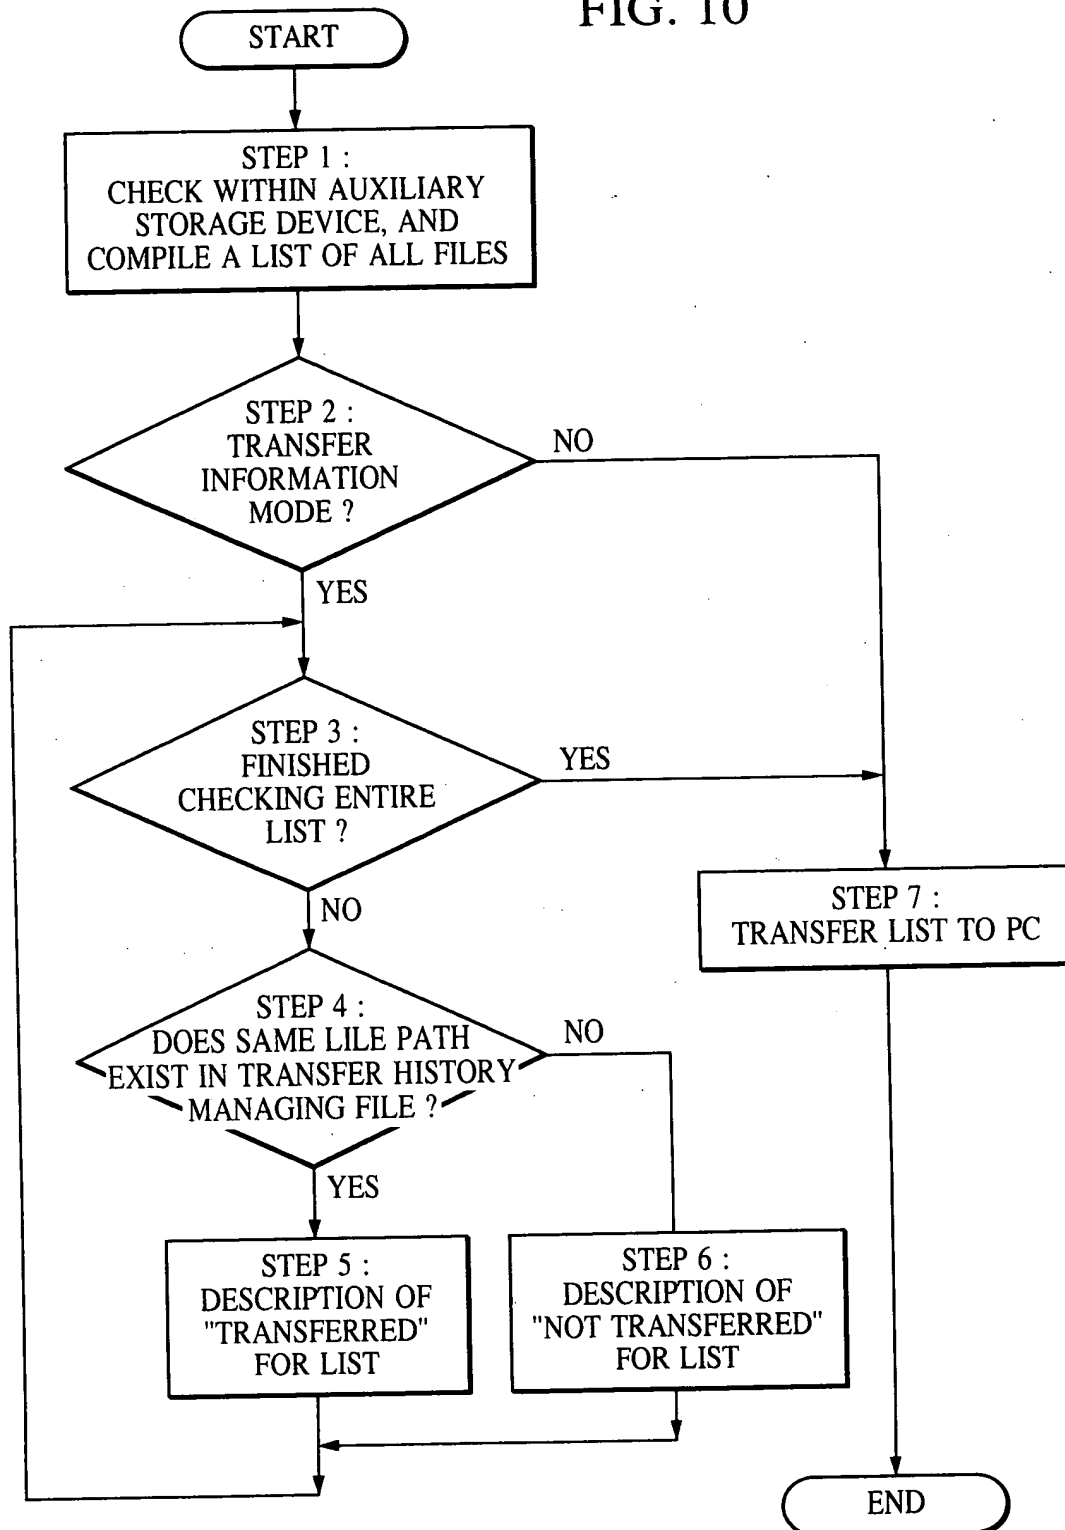 FIG. 10
START
STEP 1 :
CHECK WITHIN AUXILIARY
STORAGE DEVICE, AND
COMPILE A LIST OF ALL FILES
STEP 2 :
TRANSFER
INFORMATION
MODE ?
NO
YES
STEP 3 :
FINISHED
CHECKING ENTIRE
LIST ?
YES
NO
STEP 7 :
TRANSFER LIST TO PC
STEP 4 :
DOES SAME LILE PATH
EXIST IN TRANSFER HISTORY
MANAGING FILE ?
NO
YES
STEP 5 :
DESCRIPTION OF
"TRANSFERRED"
FOR LIST
STEP 6 :
DESCRIPTION OF
"NOT TRANSFERRED"
FOR LIST
END